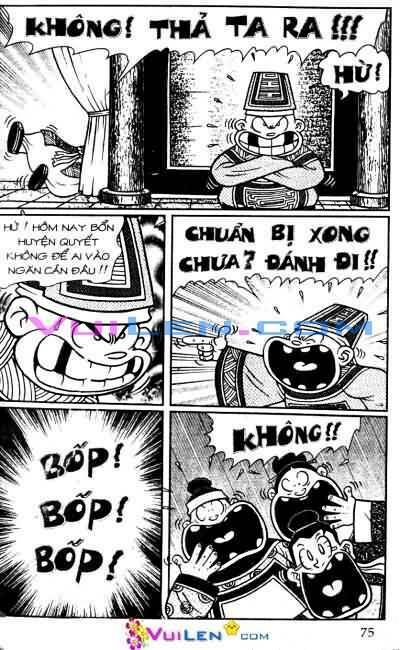 KHÔNG! THẢ TA RA!!!
HỪ!
HỪ! HÔM NAY BỔN
HUYỆN QUYẾT
KHÔNG ĐỂ AI VÀO
NGĂN CẢN ĐÂU!!
CHUẨN BỊ XONG
CHƯA? ĐÁNH ĐI!!
VUILEN.COM
BỐP!
BỐP!
BỐP!
KHÔNG!!
75
VUILEN.COM